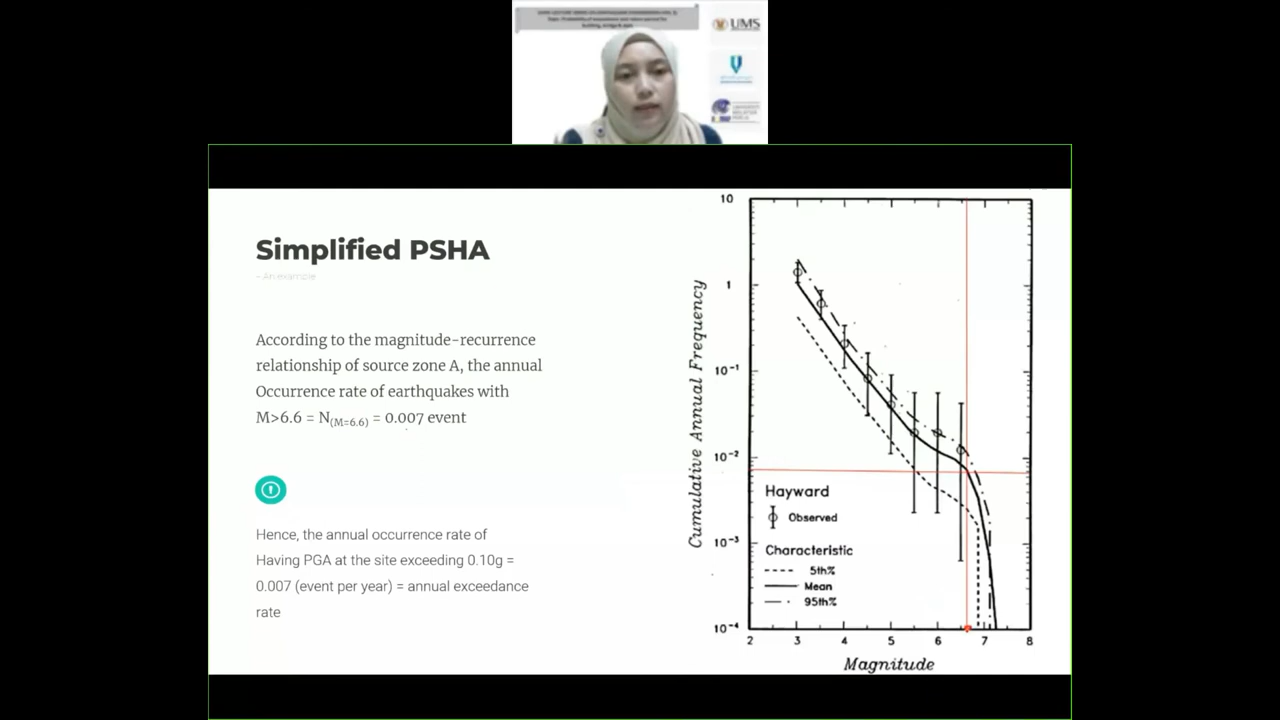 UMS
Simplified PSHA
– An example
According to the magnitude-recurrence
relationship of source zone A, the annual
Occurrence rate of earthquakes with
M>6.6 = N(M=6.6) = 0.007 event
Hence, the annual occurrence rate of
Having PGA at the site exceeding 0.10g =
0.007 (event per year) = annual exceedance
rate
Cumulative Annual Frequency
10
1
10-1
10-2
10-3
10-4
Hayward
Observed
Characteristic
5th%
Mean
95th%
2 3 4 5 6 7 8
Magnitude